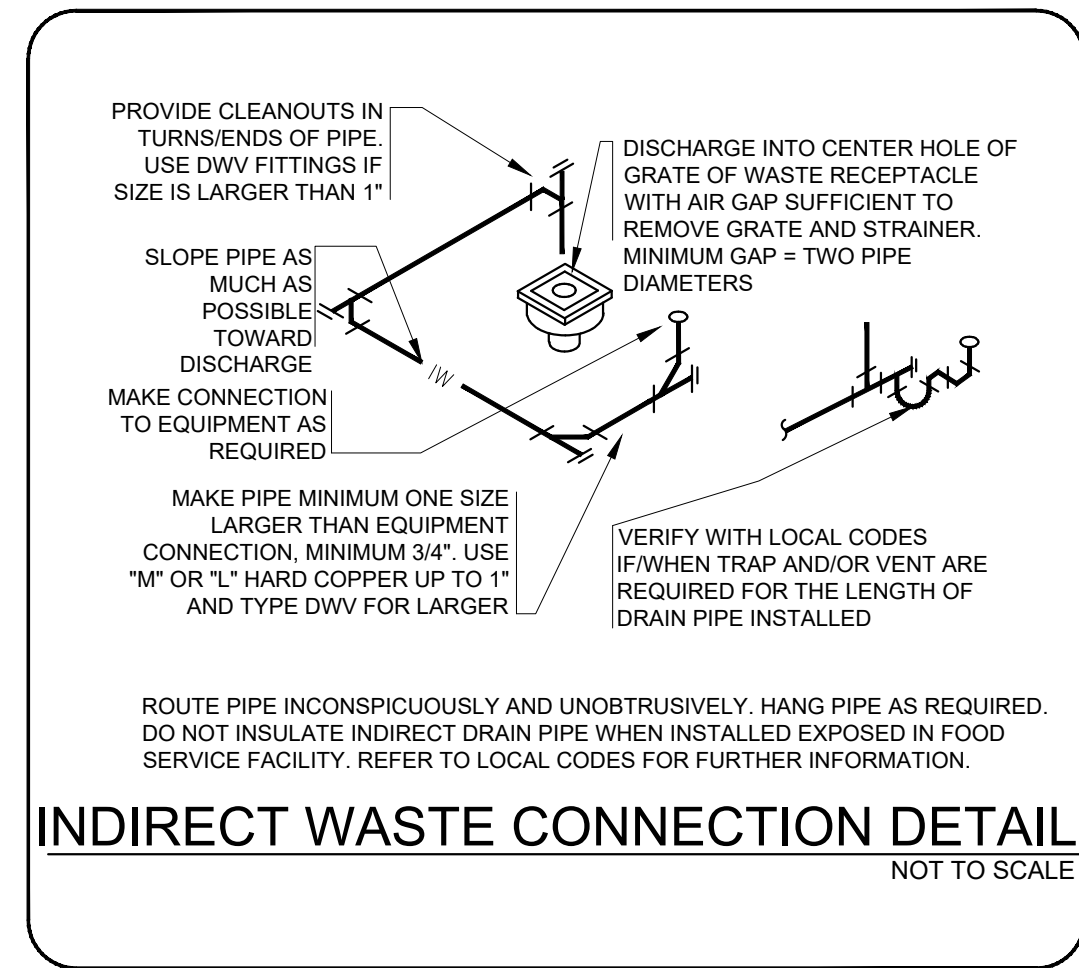 PROVIDE CLEANOUTS IN
TURNS/ENDS OF PIPE.
USE DWV FITTINGS IF
SIZE IS LARGER THAN 1"
DISCHARGE INTO CENTER HOLE OF
GRATE OF WASTE RECEPTACLE
WITH AIR GAP SUFFICIENT TO
REMOVE GRATE AND STRAINER.
MINIMUM GAP = TWO PIPE
DIAMETERS
SLOPE PIPE AS
MUCH AS
POSSIBLE
TOWARD
DISCHARGE
IW
MAKE CONNECTION
TO EQUIPMENT AS
REQUIRED
MAKE PIPE MINIMUM ONE SIZE
LARGER THAN EQUIPMENT
CONNECTION, MINIMUM 3/4". USE
"M" OR "L" HARD COPPER UP TO 1"
AND TYPE DWV FOR LARGER
VERIFY WITH LOCAL CODES
IF/WHEN TRAP AND/OR VENT ARE
REQUIRED FOR THE LENGTH OF
DRAIN PIPE INSTALLED
ROUTE PIPE INCONSPICUOUSLY AND UNOBTRUSIVELY. HANG PIPE AS REQUIRED.
DO NOT INSULATE INDIRECT DRAIN PIPE WHEN INSTALLED EXPOSED IN FOOD
SERVICE FACILITY. REFER TO LOCAL CODES FOR FURTHER INFORMATION.
INDIRECT WASTE CONNECTION DETAIL
NOT TO SCALE